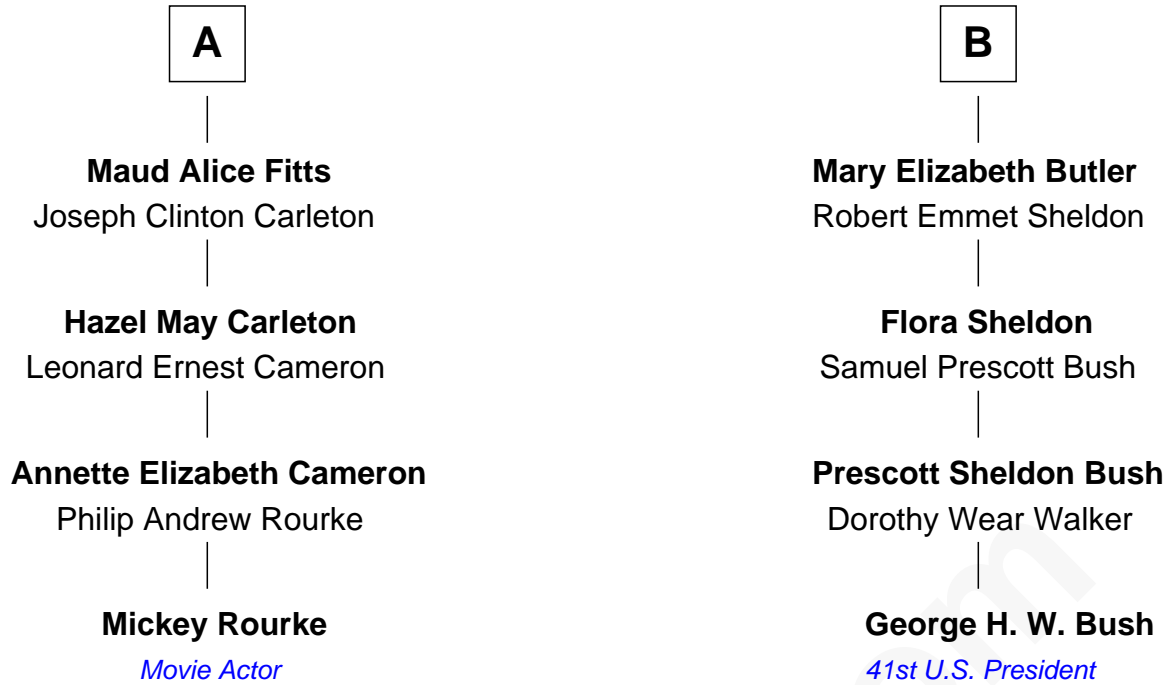 A
Maud Alice Fitts
Joseph Clinton Carleton
Hazel May Carleton
Leonard Ernest Cameron
Annette Elizabeth Cameron
Philip Andrew Rourke
Mickey Rourke
Movie Actor
B
Mary Elizabeth Butler
Robert Emmet Sheldon
Flora Sheldon
Samuel Prescott Bush
Prescott Sheldon Bush
Dorothy Wear Walker
George H. W. Bush
41st U.S. President